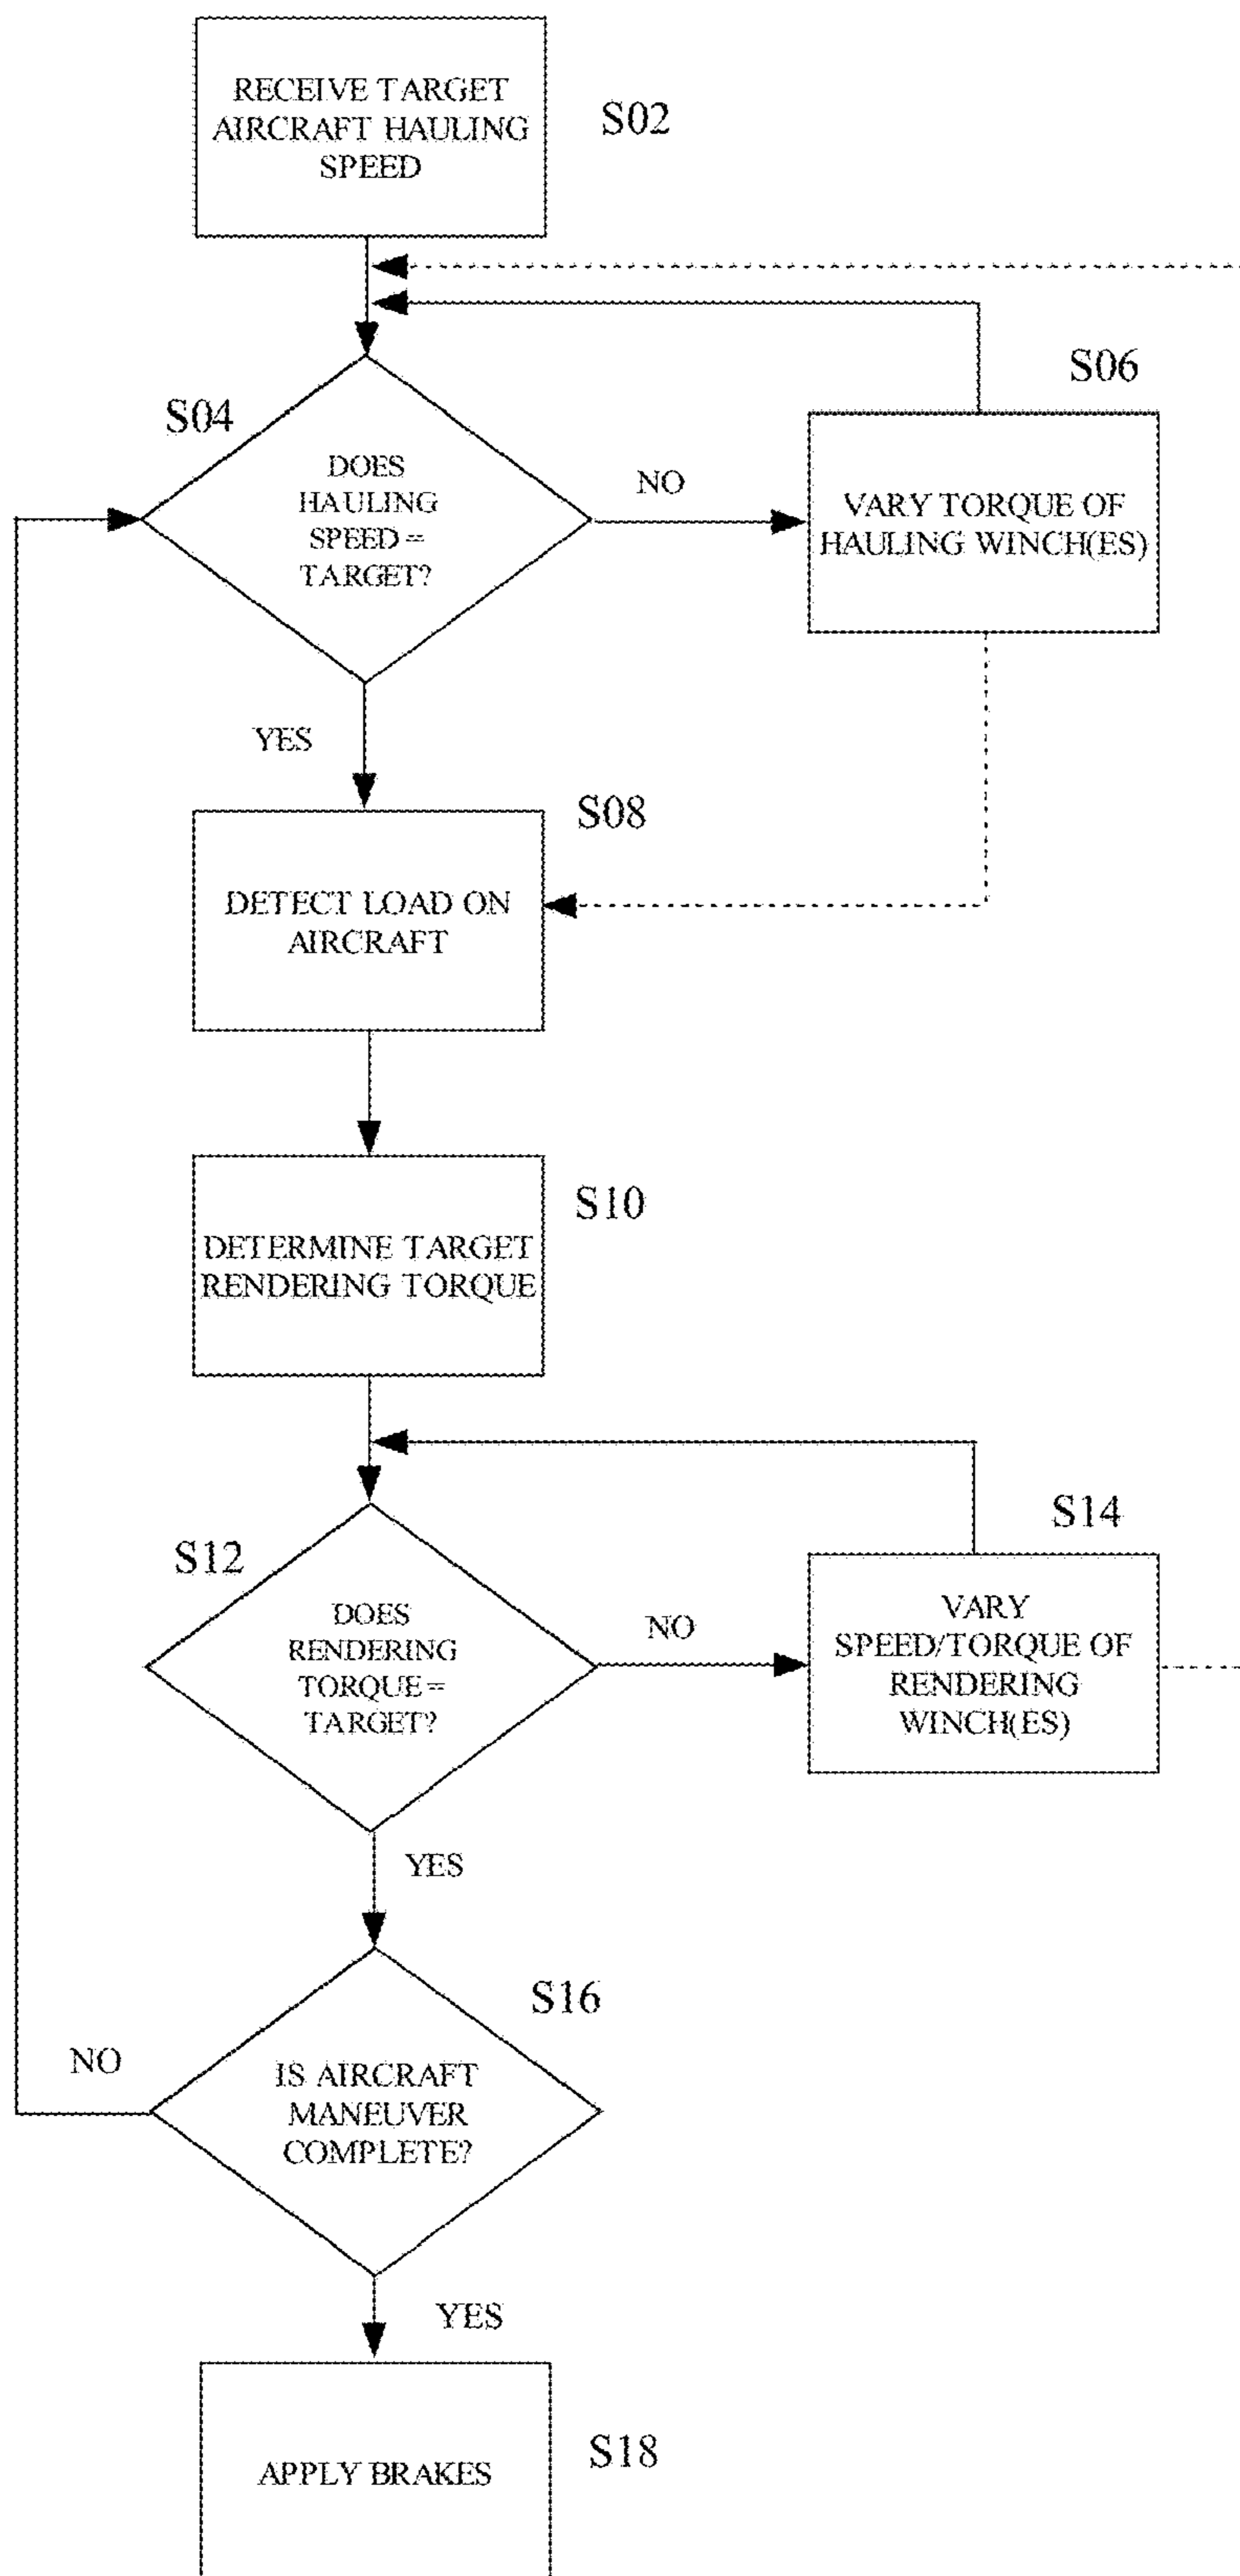 RECEIVE TARGET
AIRCRAFT HAULING
SPEED
S02
S04
DOES
HAULING
SPEED =
TARGET?
NO
S06
VARY TORQUE OF
HAULING WINCH(ES)
YES
S08
DETECT LOAD ON
AIRCRAFT
S10
DETERMINE TARGET
RENDERING TORQUE
S12
DOES
RENDERING
TORQUE =
TARGET?
NO
S14
VARY
SPEED/TORQUE OF
RENDERING
WINCH(ES)
YES
S16
IS AIRCRAFT
MANEUVER
COMPLETE?
NO
YES
S18
APPLY BRAKES